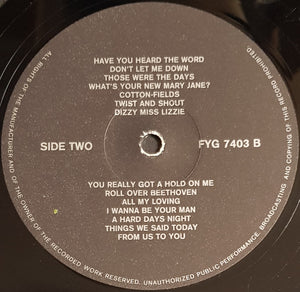 HAVE YOU HEARD THE WORD
DON'T LET ME DOWN
THOSE WERE THE DAYS
WHAT'S YOUR NEW MARY JANE?
COTTON-FIELDS
TWIST AND SHOUT
DIZZY MISS LIZZIE
SIDE TWO
FYG 7403 B
YOU REALLY GOT A HOLD ON ME
ROLL OVER BEETHOVEN
ALL MY LOVING
I WANNA BE YOUR MAN
A HARD DAYS NIGHT
THINGS WE SAID TODAY
FROM US TO YOU
ALL RIGHTS OF THE MANUFACTURER AND OF THE OWNER OF THE RECORDED WORK RESERVED. UNAUTHORIZED PUBLIC PERFORMANCE, BROADCASTING AND COPYING OF THIS RECORD PROHIBITED.